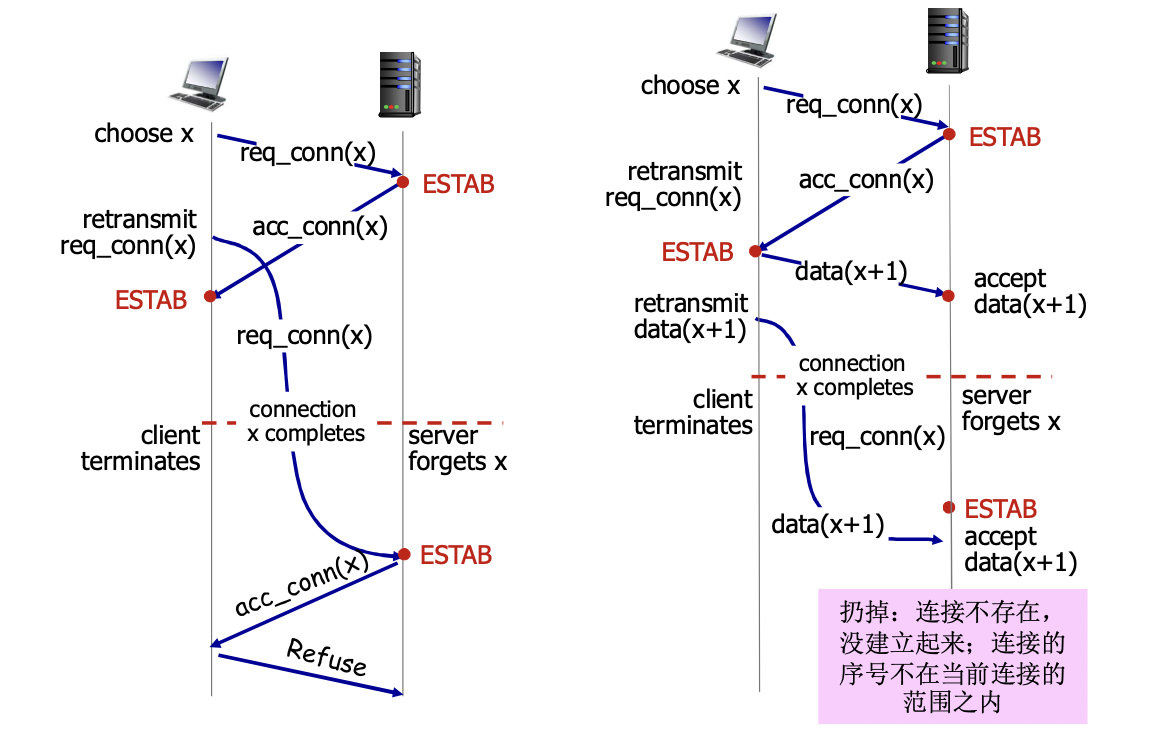 choose x
req_conn(x)
ESTAB
retransmit
req_conn(x)
acc_conn(x)
ESTAB
req_conn(x)
connection
x completes
client
terminates
server
forgets x
ESTAB
acc_conn(x)
Refuse
choose x
req_conn(x)
ESTAB
retransmit
req_conn(x)
acc_conn(x)
ESTAB
data(x+1)
accept
data(x+1)
retransmit
data(x+1)
connection
x completes
client
terminates
server
forgets x
req_conn(x)
ESTAB
data(x+1)
accept
data(x+1)
扔掉：连接不存在，
没建立起来；连接的
序号不在当前连接的
范围之内